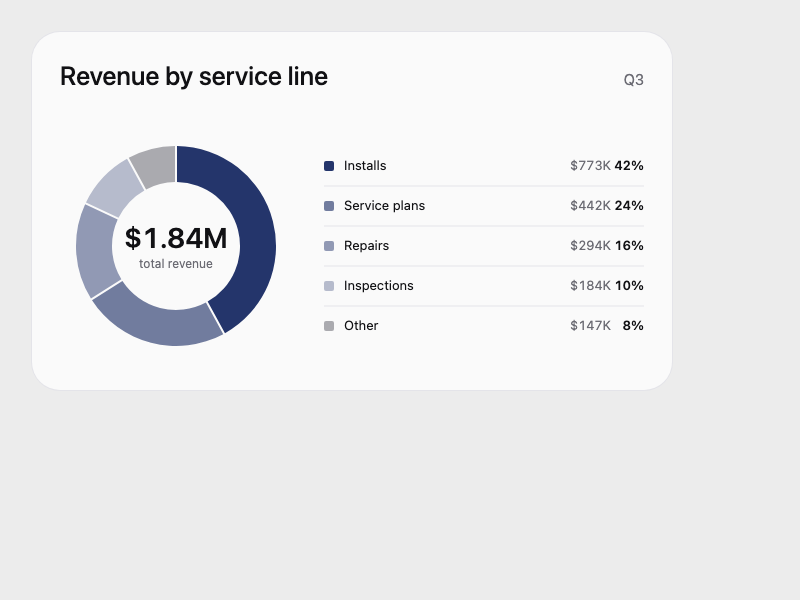 Revenue by service line
Q3
$1.84M
total revenue
Installs $773K 42%
Service plans $442K 24%
Repairs $294K 16%
Inspections $184K 10%
Other $147K 8%